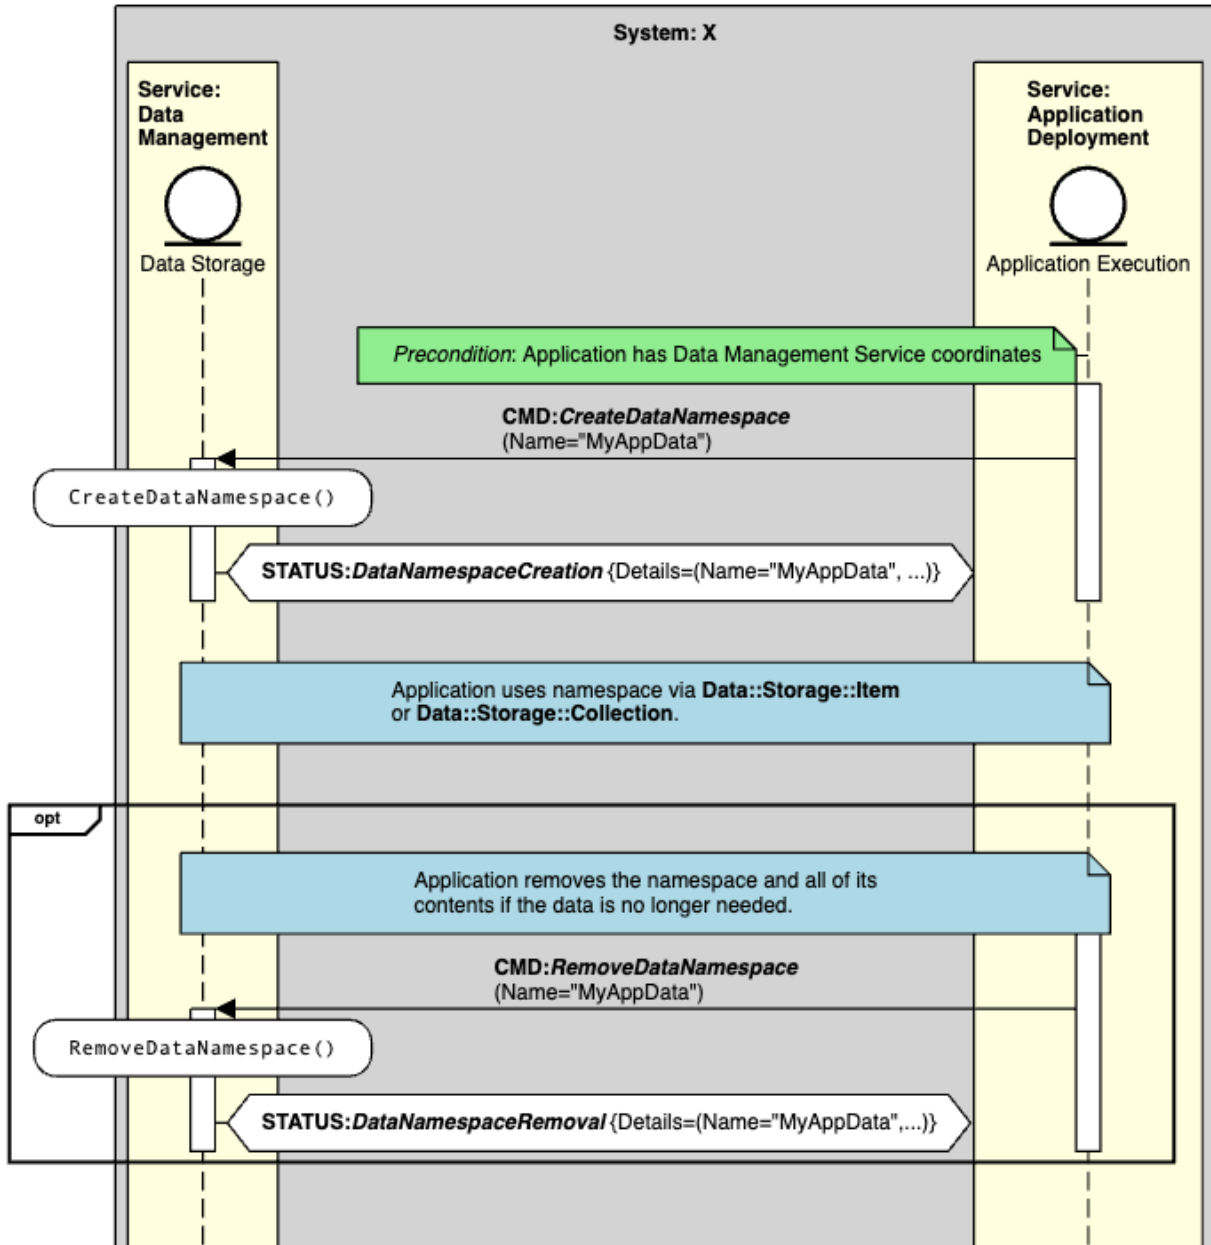 System: X
Service:
Data
Management
Service:
Application
Deployment
Data Storage
Application Execution
Precondition: Application has Data Management Service coordinates
CMD:CreateDataNamespace
(Name="MyAppData")
CreateDataNamespace()
STATUS:DataNamespaceCreation {Details=(Name="MyAppData", ...)}
Application uses namespace via Data::Storage::Item
or Data::Storage::Collection.
opt
Application removes the namespace and all of its
contents if the data is no longer needed.
CMD:RemoveDataNamespace
(Name="MyAppData")
RemoveDataNamespace()
STATUS:DataNamespaceRemoval {Details=(Name="MyAppData",...)}